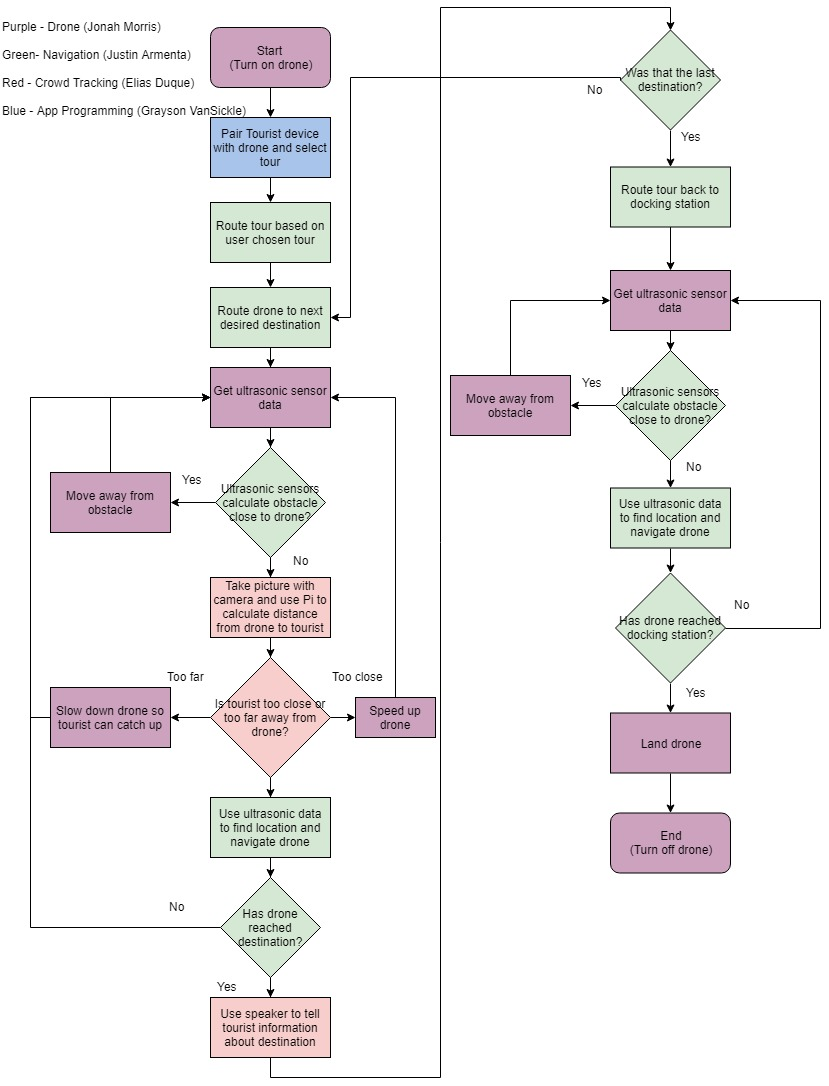 Purple - Drone (Jonah Morris)
Green- Navigation (Justin Armenta)
Red - Crowd Tracking (Elias Duque)
Blue - App Programming (Grayson VanSickle)
Start
(Turn on drone)
Pair Tourist device
with drone and select
tour
Route tour based on
user chosen tour
Route drone to next
desired destination
Get ultrasonic sensor
data
Ultrasonic sensors
calculate obstacle
close to drone?
Yes
Move away from
obstacle
No
Take picture with
camera and use Pi to
calculate distance
from drone to tourist
Is tourist too close or
too far away from
drone?
Too far
Slow down drone so
tourist can catch up
Too close
Speed up
drone
Use ultrasonic data
to find location and
navigate drone
Has drone
reached
destination?
No
Yes
Use speaker to tell
tourist information
about destination
Was that the last
destination?
No
Yes
Route tour back to
docking station
Get ultrasonic sensor
data
Ultrasonic sensors
calculate obstacle
close to drone?
Yes
Move away from
obstacle
No
Use ultrasonic data
to find location and
navigate drone
Has drone reached
docking station?
No
Yes
Land drone
End
(Turn off drone)